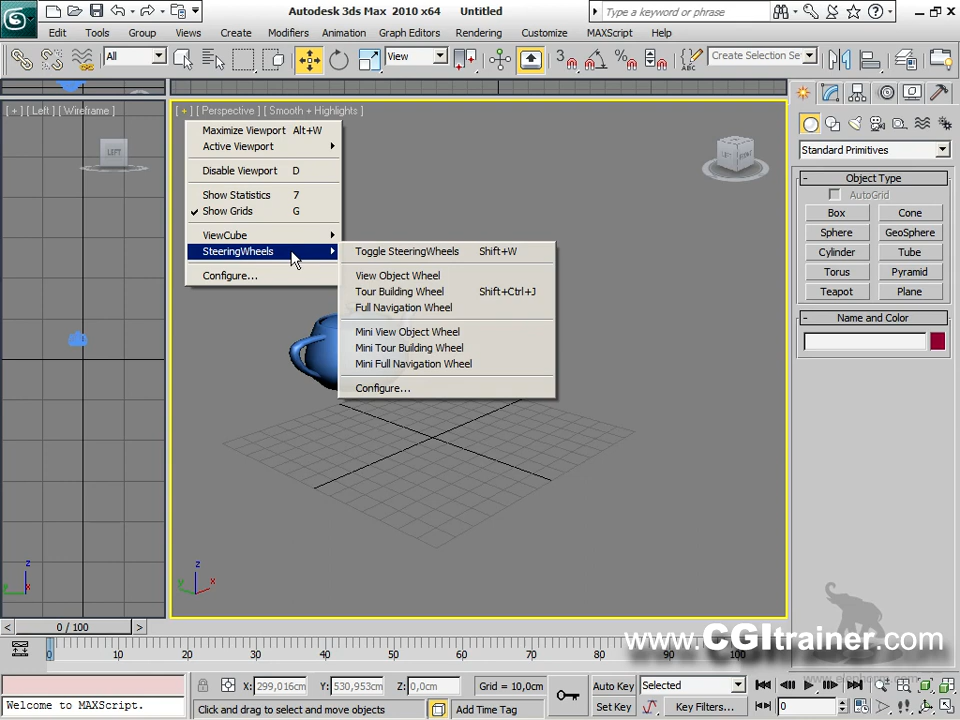 Autodesk 3ds Max 2010 x64 Untitled
Type a keyword or phrase
Edit Tools Group Views Create Modifiers Animation Graph Editors Rendering Customize MAXScript Help
All View Create Selection Se
[ + ] [ Left ] [ Wireframe ]
[ + ] [ Perspective ] [ Smooth + Highlights ]
Maximize Viewport Alt+W
Active Viewport
Disable Viewport D
Show Statistics 7
Show Grids G
ViewCube
SteeringWheels
Configure...
Toggle SteeringWheels Shift+W
View Object Wheel
Tour Building Wheel Shift+Ctrl+J
Full Navigation Wheel
Mini View Object Wheel
Mini Tour Building Wheel
Mini Full Navigation Wheel
Configure...
LEFT
LEFT FRONT
Standard Primitives
- Object Type
AutoGrid
Box Cone
Sphere GeoSphere
Cylinder Tube
Torus Pyramid
Teapot Plane
- Name and Color
z
y x
z
y x
< 0 / 100 >
0 10 20 30 40 50 60 70 80 90 100
www.CGItrainer.com
X: 299,016cm Y: 530,953cm Z: 0,0cm Grid = 10,0cm
Auto Key Selected
Welcome to MAXScript.
Click and drag to select and move objects
Add Time Tag
Set Key Key Filters...
0